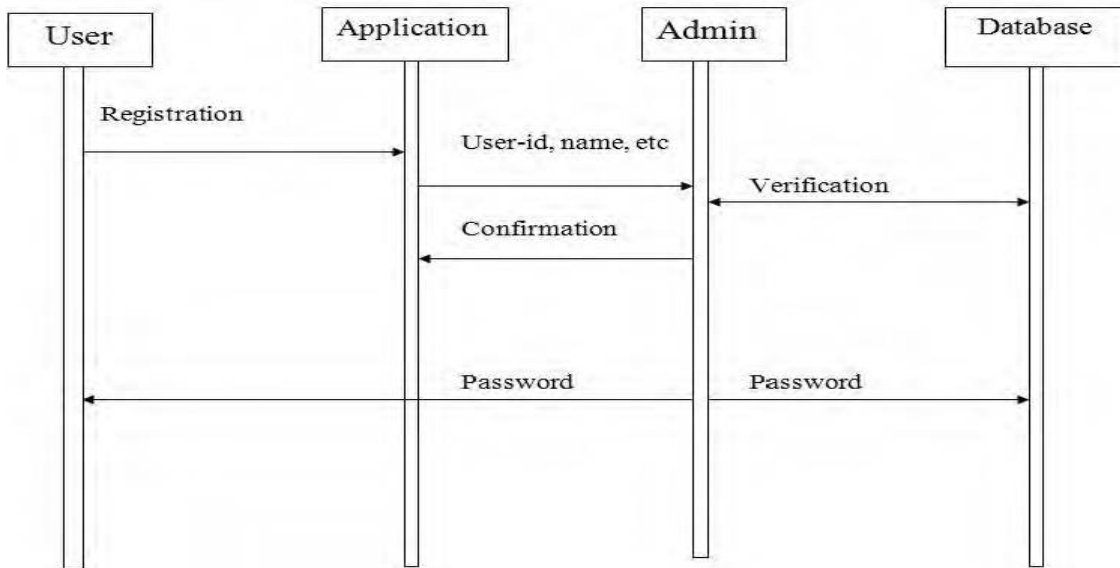 User
Application
Admin
Database
Registration
User-id, name, etc
Verification
Confirmation
Password
Password